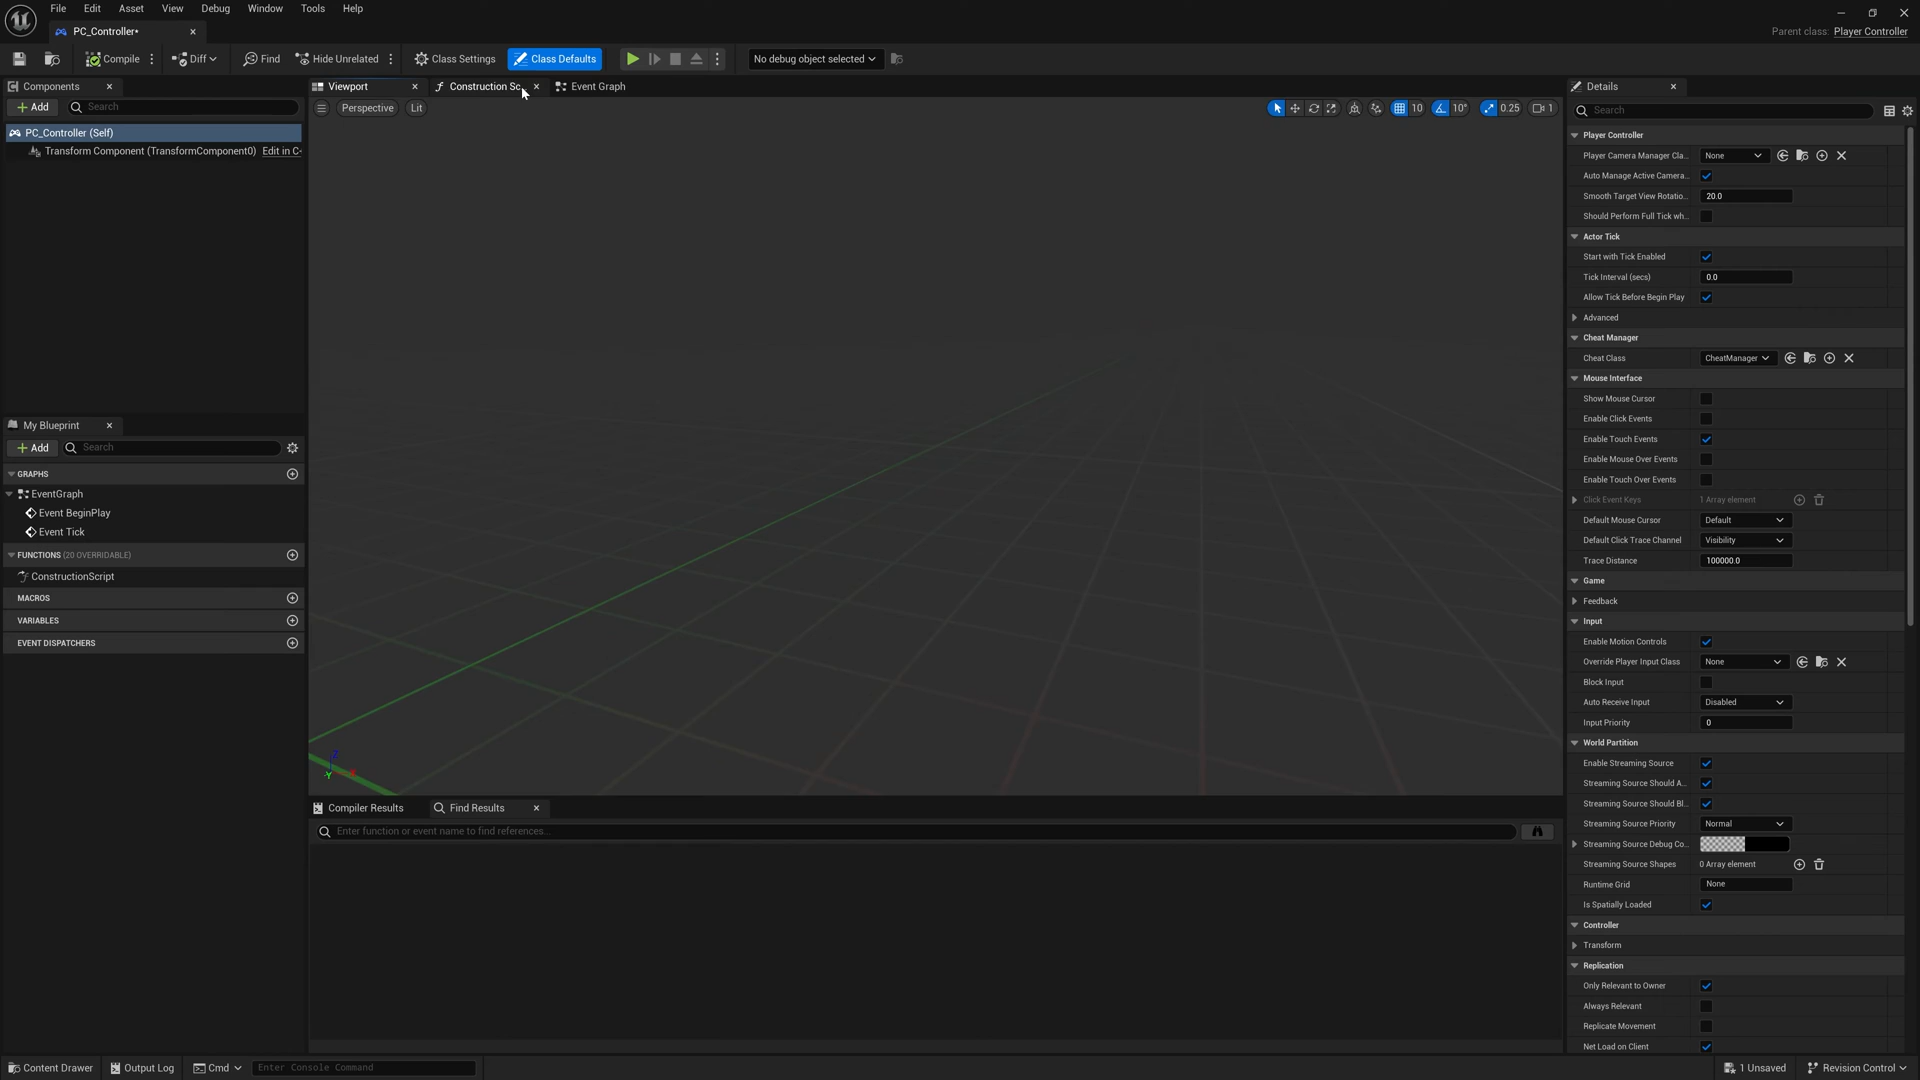 File Edit Asset View Debug Window Tools Help
PC_Controller*
Parent class: Player Controller
Compile Diff Find Hide Unrelated Class Settings Class Defaults No debug object selected
Components
Add Search
PC_Controller (Self)
Transform Component (TransformComponent0) Edit in C+
My Blueprint
Add Search
GRAPHS
EventGraph
Event BeginPlay
Event Tick
FUNCTIONS (20 OVERRIDABLE)
ConstructionScript
MACROS
VARIABLES
EVENT DISPATCHERS
Viewport Construction Sc... Event Graph
Perspective Lit 10 10° 0.25 1
Z
X
Y
Compiler Results Find Results
Enter function or event name to find references...
Details
Search
Player Controller
Player Camera Manager Cla... None
Auto Manage Active Camera...
Smooth Target View Rotatio... 20.0
Should Perform Full Tick wh...
Actor Tick
Start with Tick Enabled
Tick Interval (secs) 0.0
Allow Tick Before Begin Play
Advanced
Cheat Manager
Cheat Class CheatManager
Mouse Interface
Show Mouse Cursor
Enable Click Events
Enable Touch Events
Enable Mouse Over Events
Enable Touch Over Events
Click Event Keys 1 Array element
Default Mouse Cursor Default
Default Click Trace Channel Visibility
Trace Distance 100000.0
Game
Feedback
Input
Enable Motion Controls
Override Player Input Class None
Block Input
Auto Receive Input Disabled
Input Priority 0
World Partition
Enable Streaming Source
Streaming Source Should A...
Streaming Source Should Bl...
Streaming Source Priority Normal
Streaming Source Debug Co...
Streaming Source Shapes 0 Array element
Runtime Grid None
Is Spatially Loaded
Controller
Transform
Replication
Only Relevant to Owner
Always Relevant
Replicate Movement
Net Load on Client
Content Drawer Output Log Cmd Enter Console Command 1 Unsaved Revision Control